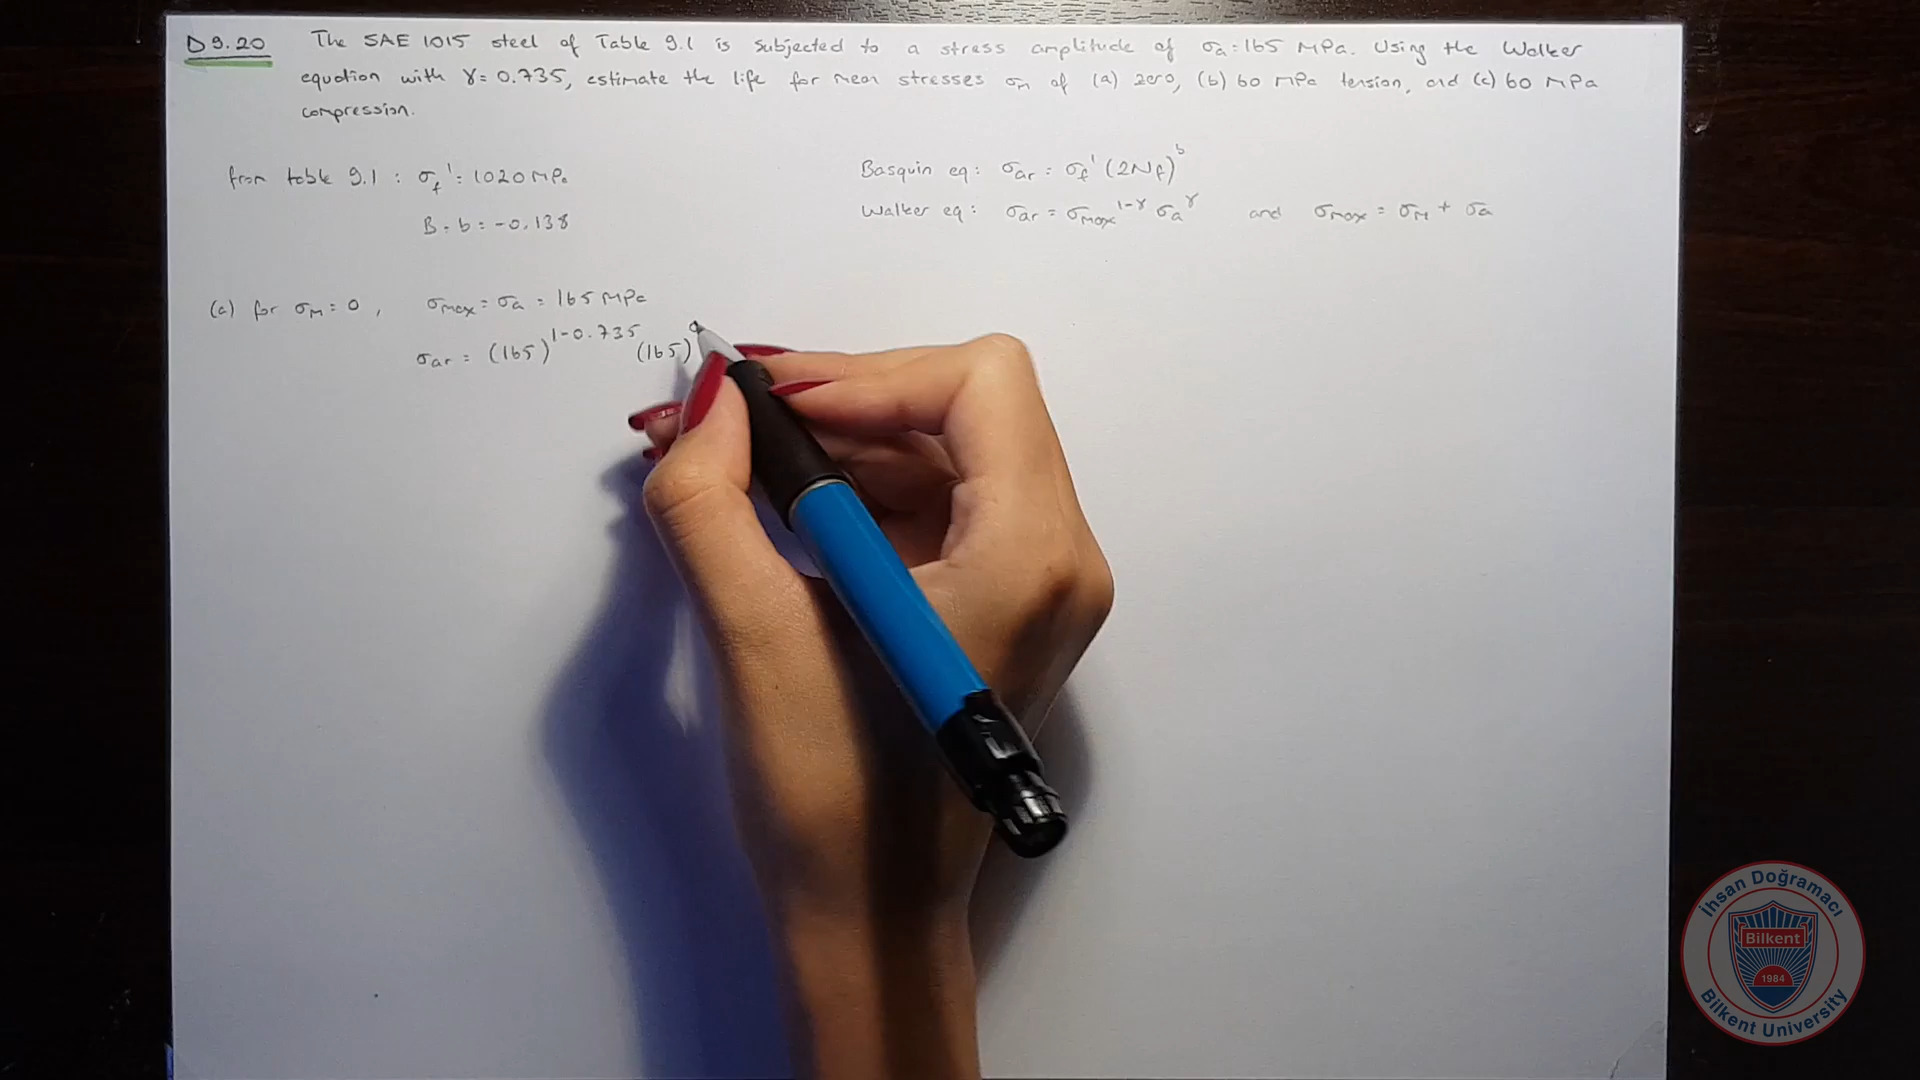 D 9.20 The SAE 1015 steel of Table 9.1 is subjected to a stress amplitude of σa = 165 MPa. Using the Walker
equation with γ = 0.735, estimate the life for mean stresses σm of (a) zero, (b) 60 MPa tension, and (c) 60 MPa
compression.
from table 9.1 : σf' = 1020 MPa
B = b = -0.138
Basquin eq: σar = σf' (2Nf)^b
Walker eq: σar = σmax^1-γ σa^γ and σmax = σM + σa
(a) for σM = 0 , σmax = σa = 165 MPa
σar = (165)^1-0.735 (165)
İhsan Doğramacı
Bilkent
1984
Bilkent University